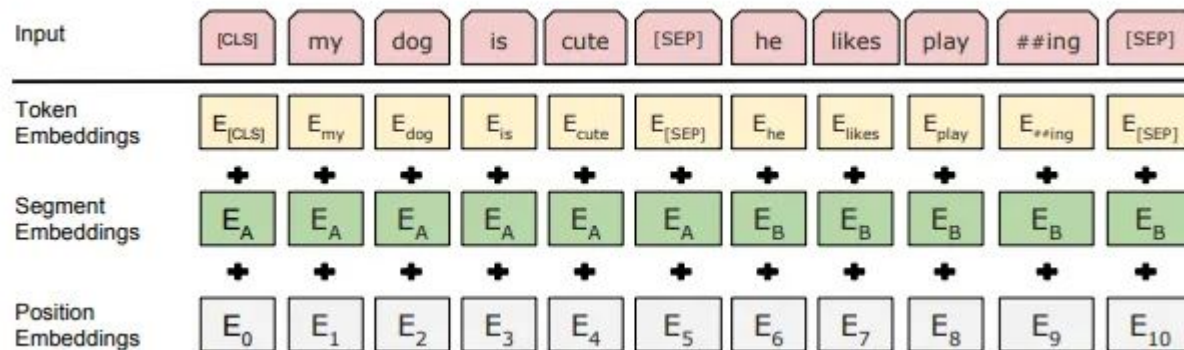 Input [CLS] my dog is cute [SEP] he likes play ##ing [SEP]
Token
Embeddings E[CLS] Emy Edog Eis Ecute E[SEP] Ehe Elikes Eplay E##ing E[SEP]
+ + + + + + + + + + +
Segment
Embeddings EA EA EA EA EA EA EB EB EB EB EB
+ + + + + + + + + + +
Position
Embeddings E0 E1 E2 E3 E4 E5 E6 E7 E8 E9 E10